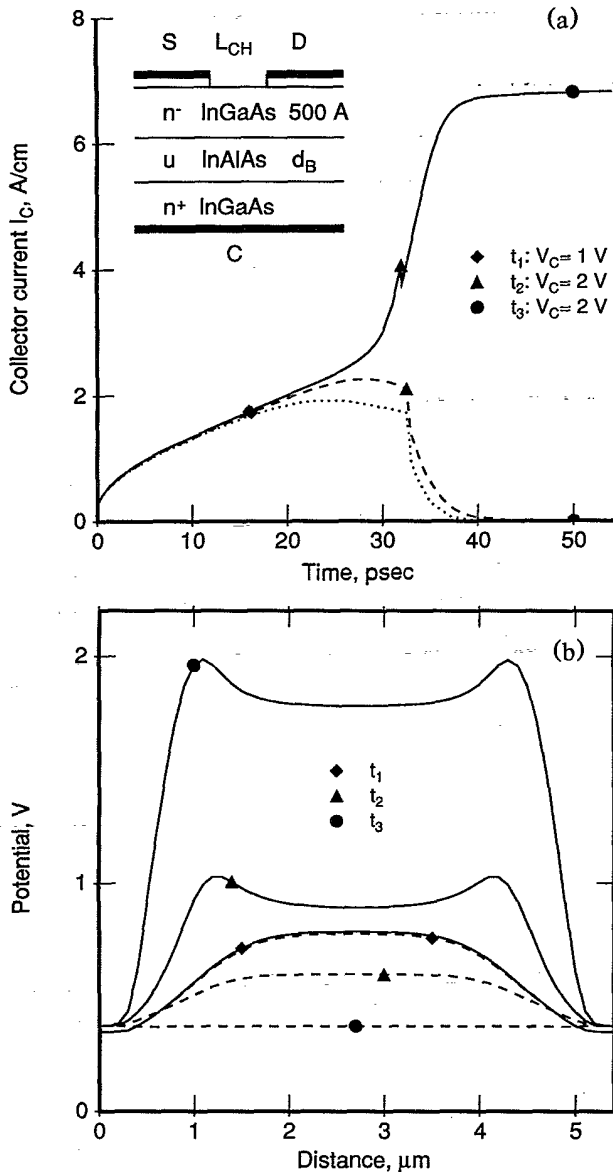 (a)
8
6
4
2
0
Collector current I_C, A/cm
S L_CH D
n- InGaAs 500 A
u InAlAs d_B
n+ InGaAs
C
t₁: V_C= 1 V
t₂: V_C= 2 V
t₃: V_C= 2 V
0 10 20 30 40 50
Time, psec
(b)
2
1
0
Potential, V
t₁
t₂
t₃
0 1 2 3 4 5
Distance, μm